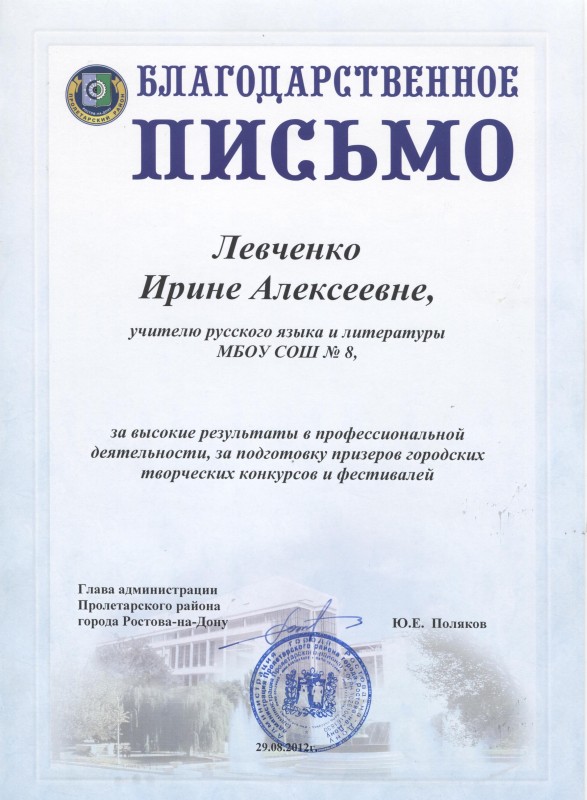 БЛАГОДАРСТВЕННОЕ
ПИСЬМО
ПРОЛЕТАРСКИЙ РАЙОН
Левченко
Ирине Алексеевне,
учителю русского языка и литературы
МБОУ СОШ № 8,
за высокие результаты в профессиональной
деятельности, за подготовку призеров городских
творческих конкурсов и фестивалей
Глава администрации
Пролетарского района
города Ростова-на-Дону
Ю.Е. Поляков
29.08.2012г.